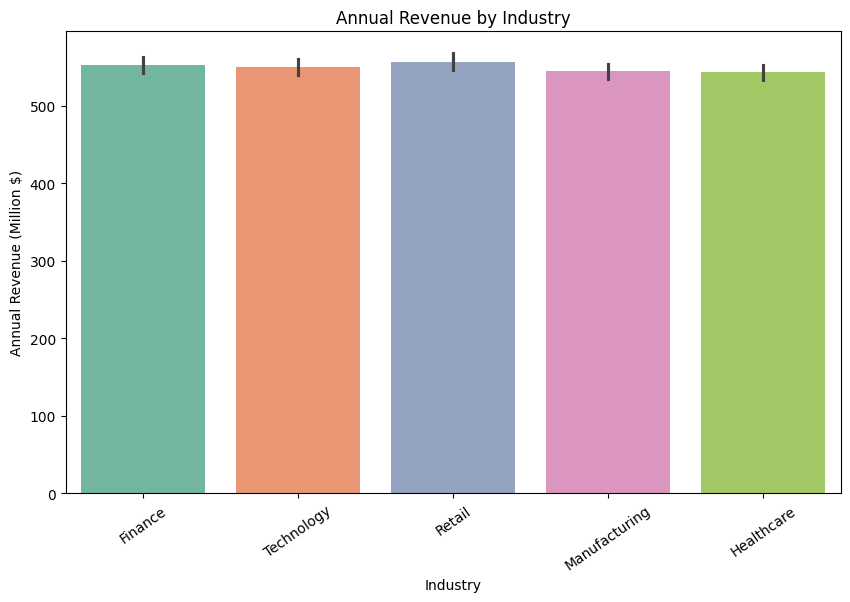 Annual Revenue by Industry
Annual Revenue (Million $)
500
400
300
200
100
0
Finance
Technology
Retail
Manufacturing
Healthcare
Industry